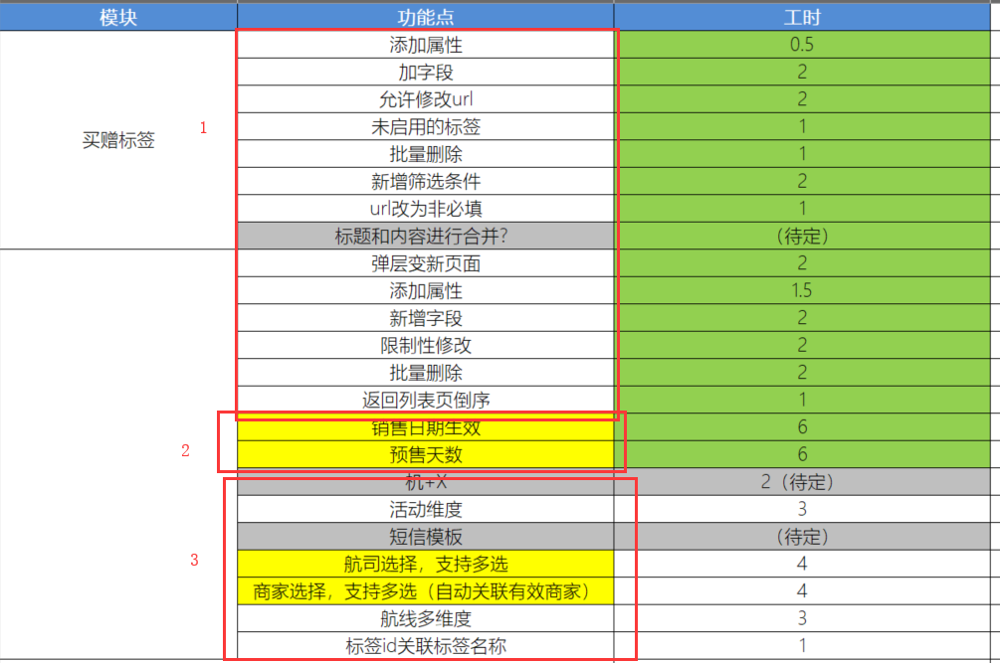 模块 功能点 工时
添加属性 0.5
加字段 2
允许修改url 2
未启用的标签 1
买赠标签 1
批量删除 1
新增筛选条件 2
url改为非必填 1
标题和内容进行合并？ （待定）
弹层变新页面 2
添加属性 1.5
新增字段 2
限制性修改 2
批量删除 2
返回列表页倒序 1
销售日期生效 6
2
预售天数 6
机+X 2（待定）
活动维度 3
短信模板 （待定）
3
航司选择，支持多选 4
商家选择，支持多选（自动关联有效商家） 4
航线多维度 3
标签id关联标签名称 1